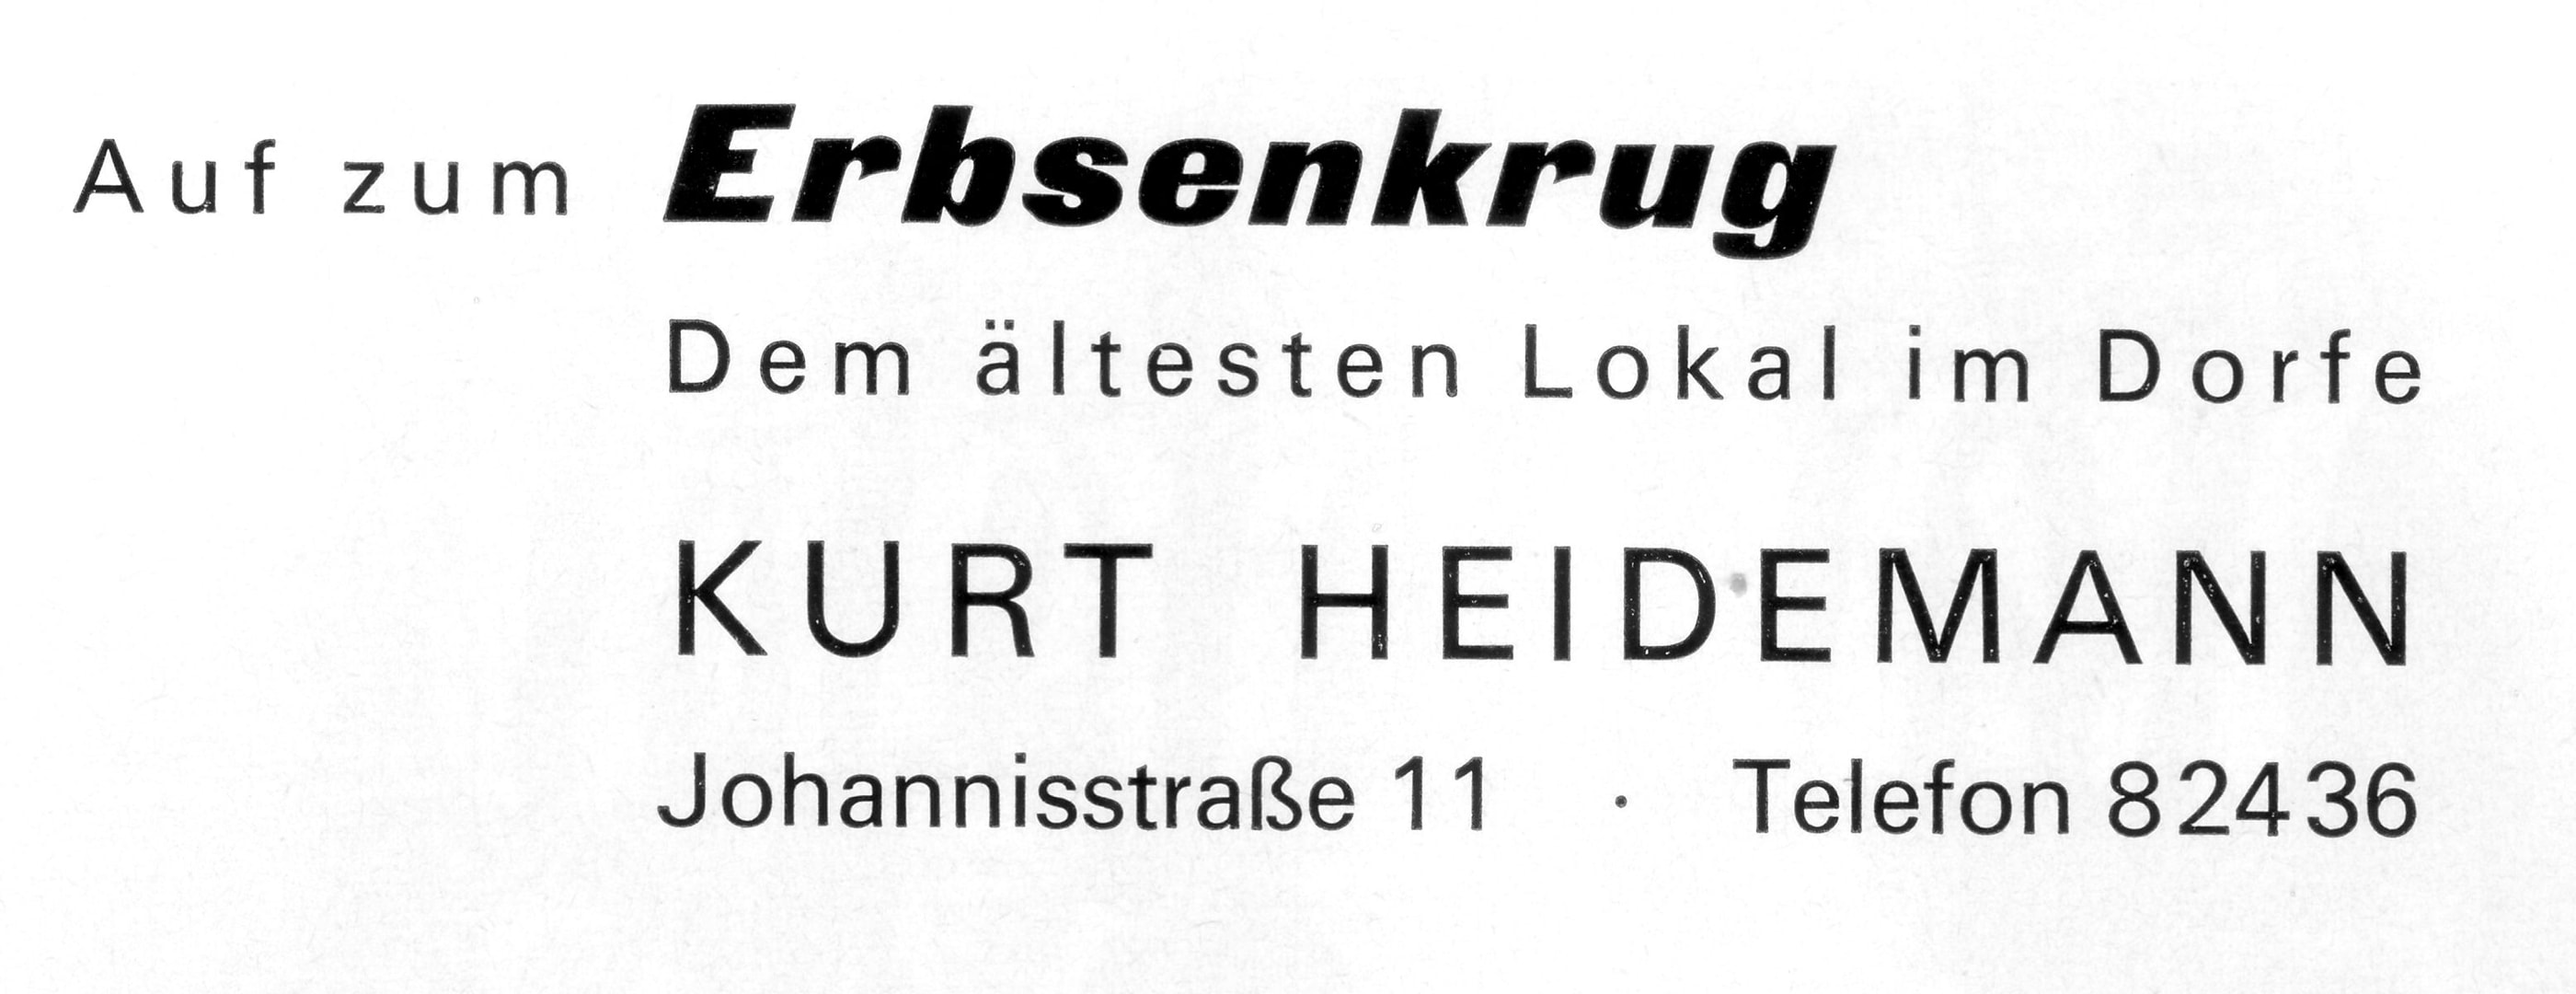 Auf zum Erbsenkrug
Dem ältesten Lokal im Dorfe
KURT HEIDEMANN
Johannisstraße 11 · Telefon 82436